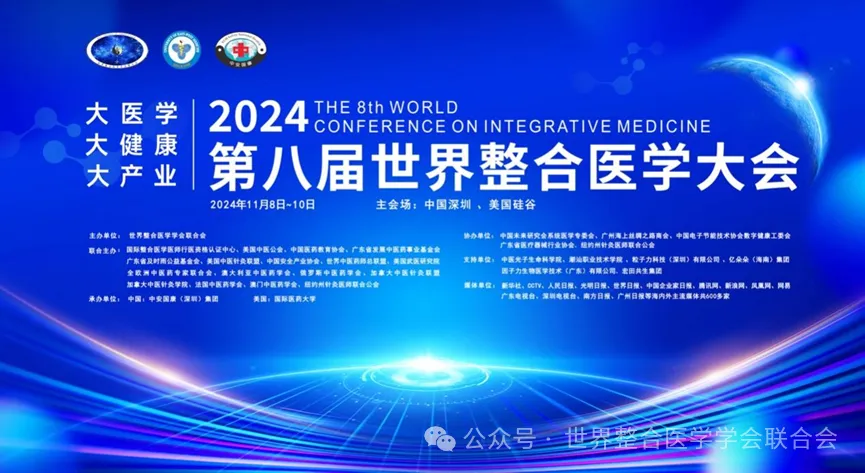 中安国康
大医学
大健康
大产业
2024 THE 8th WORLD
CONFERENCE ON INTEGRATIVE MEDICINE
第八届世界整合医学大会
2024年11月8日~10日
主会场：中国深圳 、美国硅谷
主办单位： 世界整合医学学会联合会
联合主办： 国际整合医学医师行医资格认证中心、美国中医公会、中国医药教育协会、广东省发展中医药事业基金会
广东省及时雨公益基金会、美国中医针灸联盟、中国安全产业协会、世界中医药师总联盟、美国武医研究院
全欧洲中医药专家联合会、澳大利亚中医药学会、俄罗斯中医药学会、加拿大中医针灸联盟
加拿大中医针灸学院、法国中医药学会、澳门中医药学会、纽约州针灸医师联合公会
承办单位： 中国：中安国康（深圳）集团 美国：国际医药大学
协办单位： 中国未来研究会系统医学专委会、广州海上丝绸之路商会、中国电子节能技术协会数字健康工委会
广东省医疗器械行业协会、纽约州针灸医师联合公会
支持单位： 中医光子生命科学院、潮汕职业技术学院 、粒子力科技（深圳）有限公司 、亿朵朵（海南）集团
因子力生物医学技术（广东）有限公司、宏田共生集团
媒体单位： 新华社、CCTV、人民日报、光明日报、世界日报、中国企业家日报、腾讯网、新浪网、凤凰网、网易
广东电视台、深圳电视台、南方日报、广州日报等海内外主流媒体共600多家
公众号 · 世界整合医学学会联合会